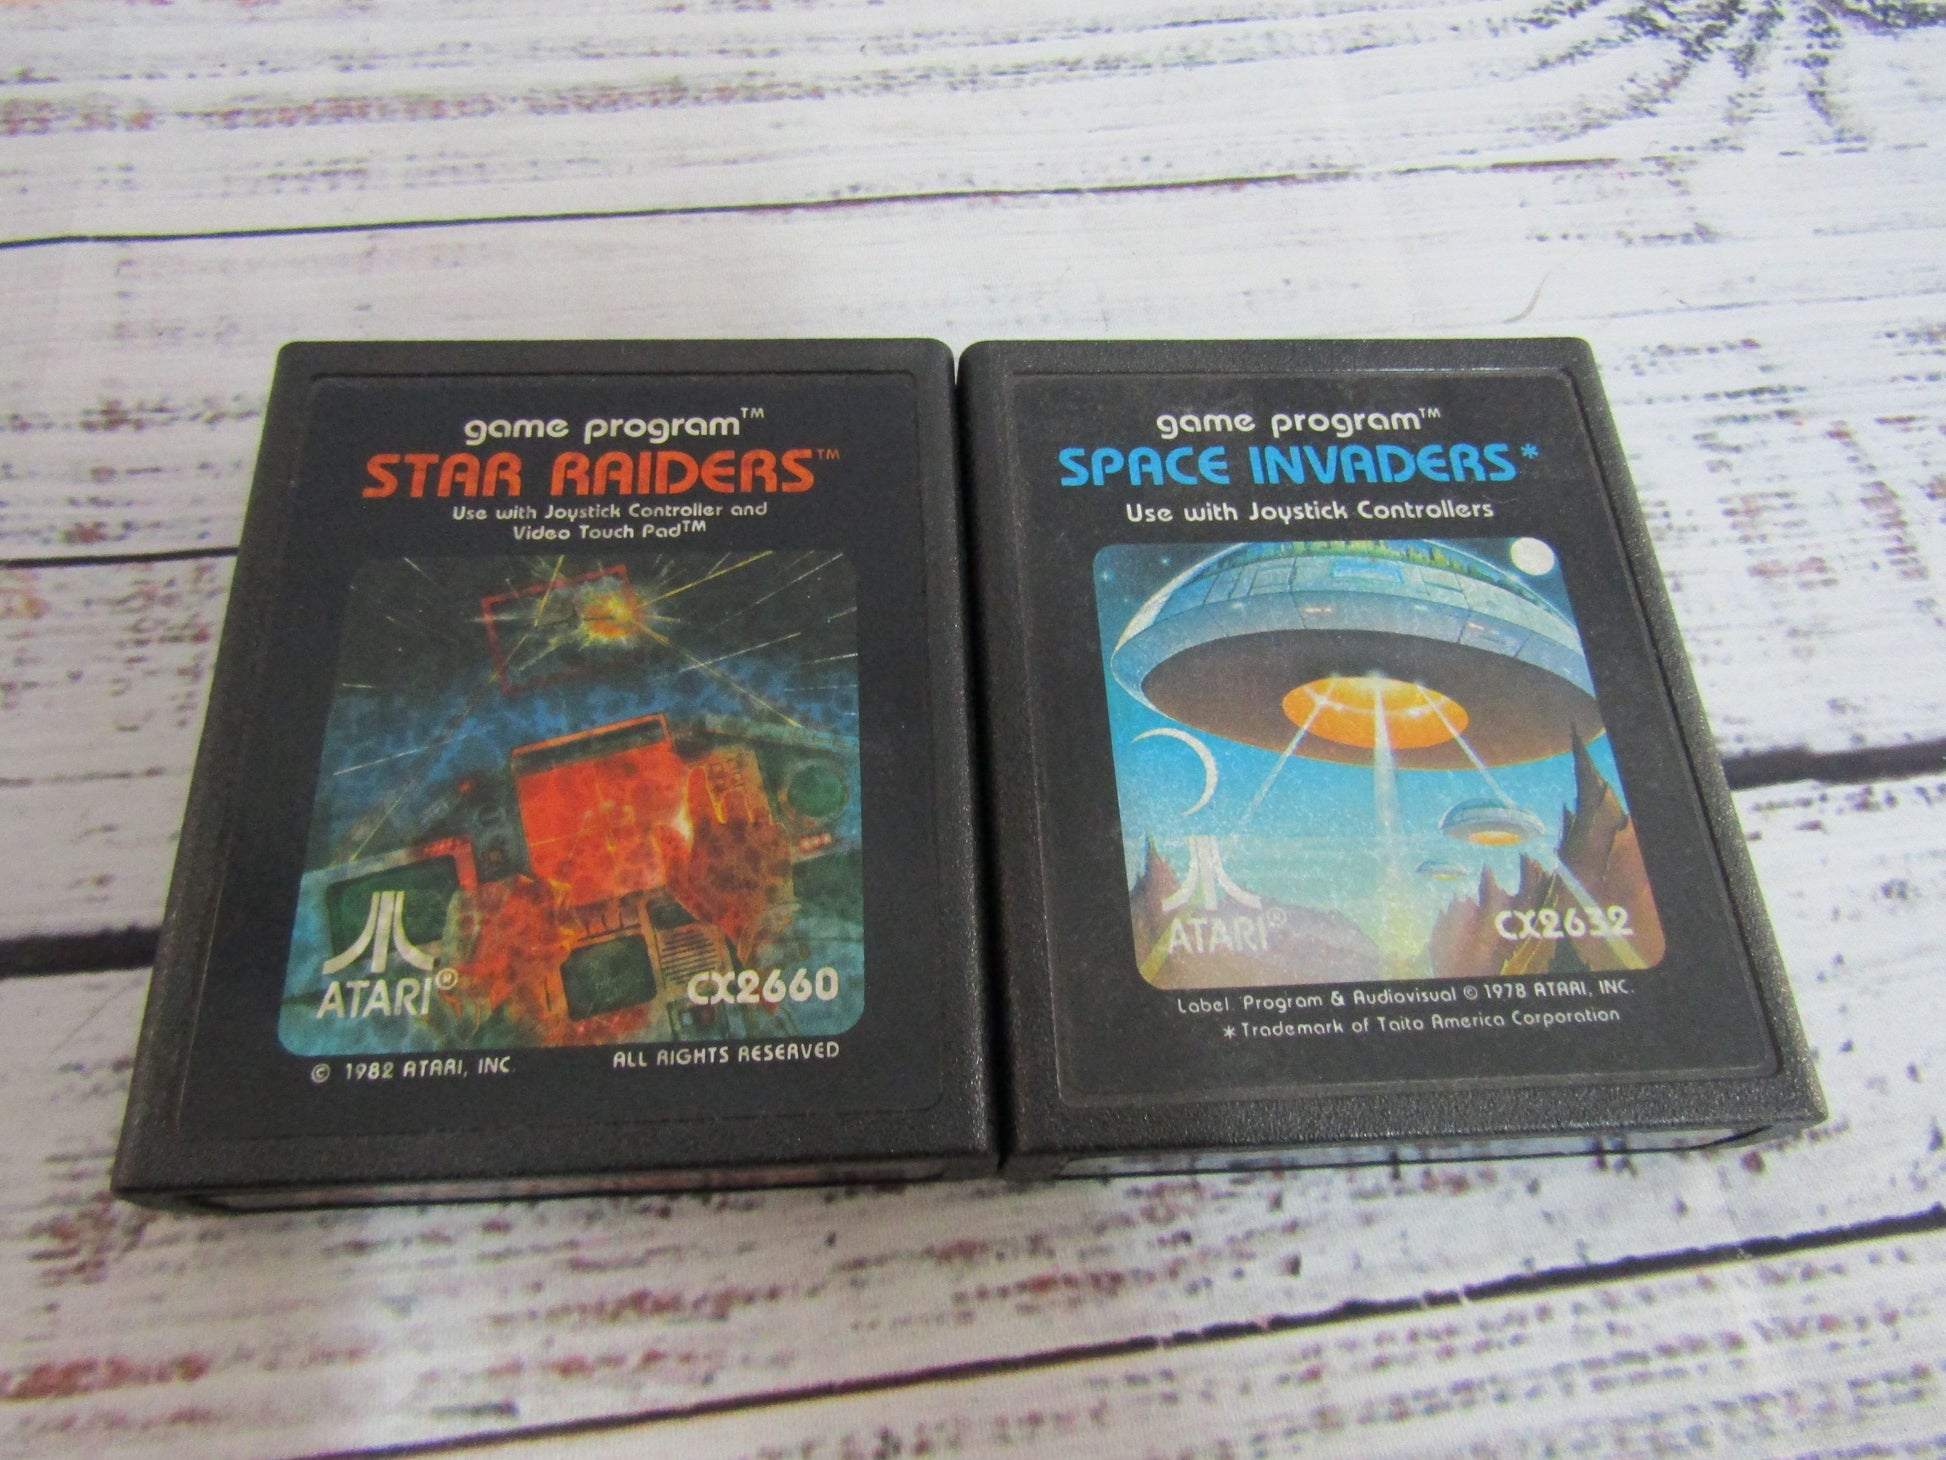 game program™
STAR RAIDERS™
Use with Joystick Controller and
Video Touch Pad™
ATARI®
CX2660
© 1982 ATARI, INC.
ALL RIGHTS RESERVED
game program™
SPACE INVADERS*
Use with Joystick Controllers
ATARI®
CX2632
Label, Program & Audiovisual © 1978 ATARI, INC.
* Trademark of Taito America Corporation